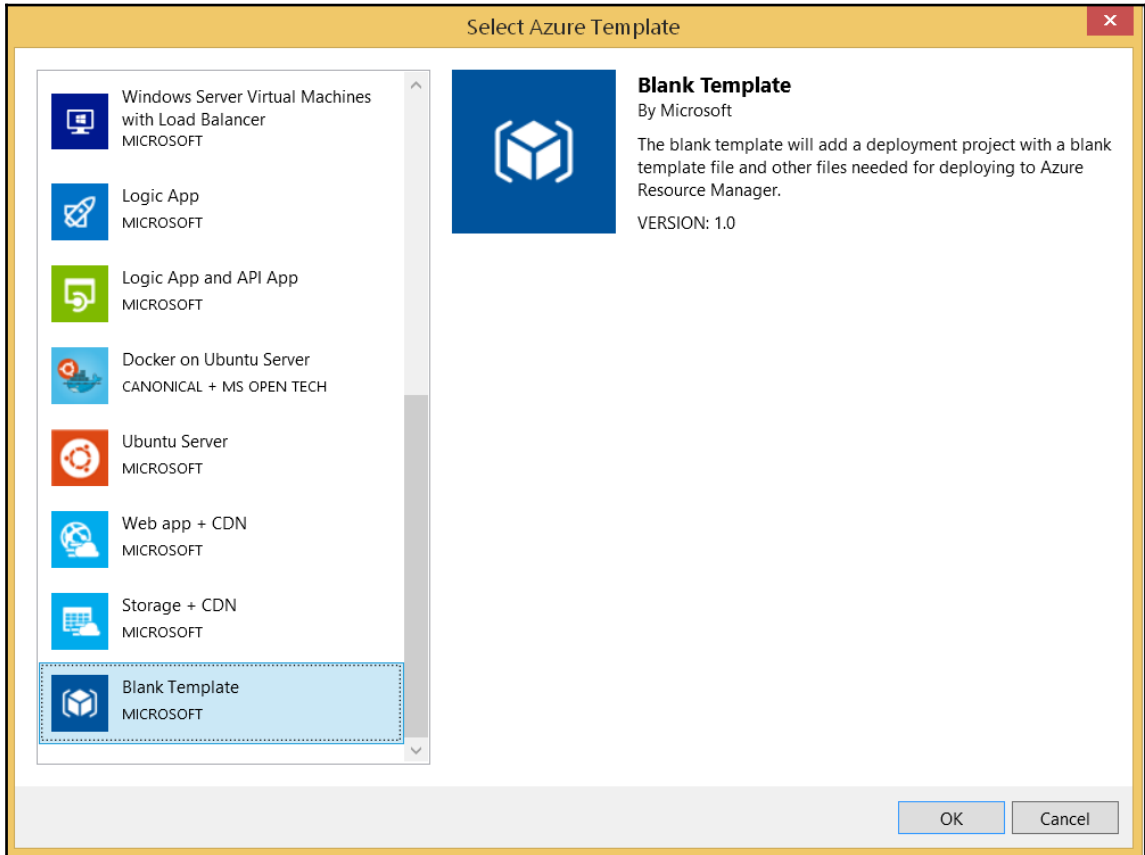 Select Azure Template
Windows Server Virtual Machines
with Load Balancer
MICROSOFT
Logic App
MICROSOFT
Logic App and API App
MICROSOFT
Docker on Ubuntu Server
CANONICAL + MS OPEN TECH
Ubuntu Server
MICROSOFT
Web app + CDN
MICROSOFT
Storage + CDN
MICROSOFT
Blank Template
MICROSOFT
Blank Template
By Microsoft
The blank template will add a deployment project with a blank
template file and other files needed for deploying to Azure
Resource Manager.
VERSION: 1.0
OK
Cancel